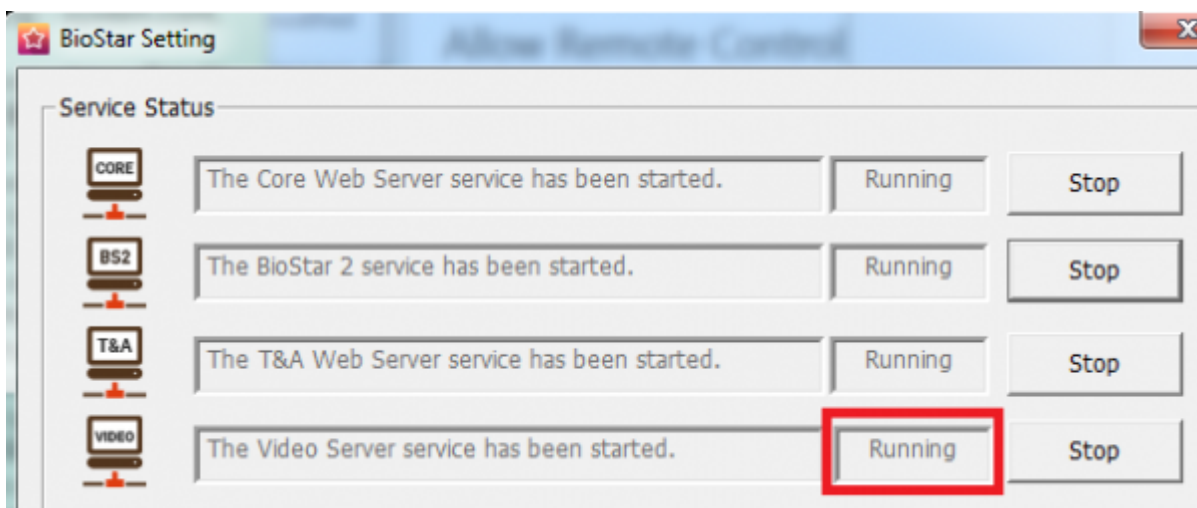 BioStar Setting
Allow Remote Control
Service Status
CORE
The Core Web Server service has been started. Running Stop
BS2
The BioStar 2 service has been started. Running Stop
T&A
The T&A Web Server service has been started. Running Stop
VIDEO
The Video Server service has been started. Running Stop